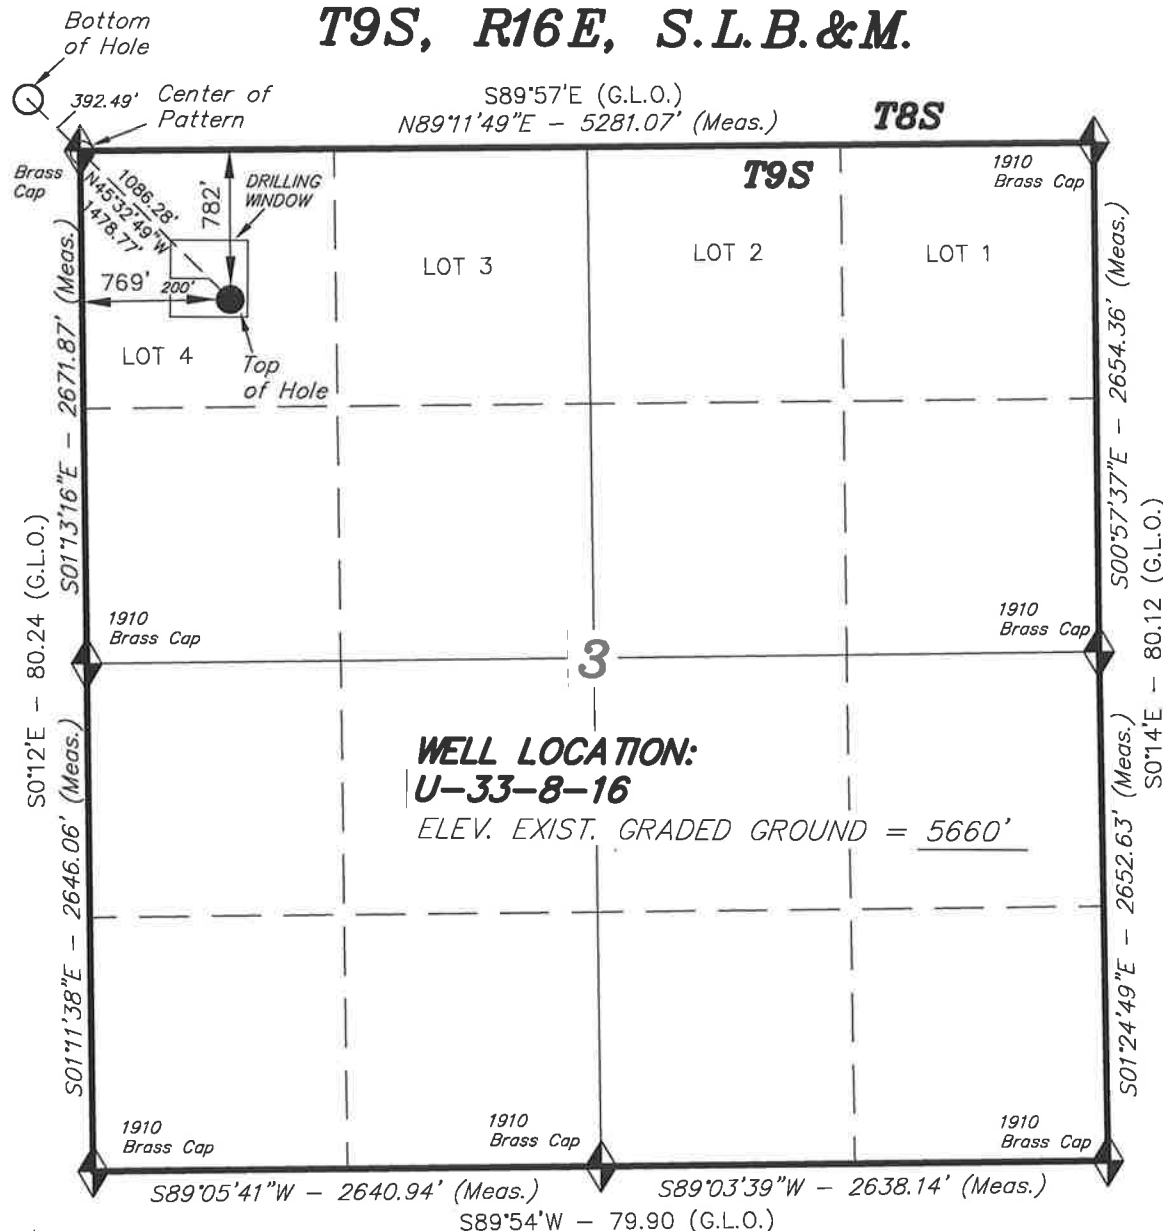 T9S, R16E, S.L.B.&M.
Bottom
of Hole
392.49'
Center of
Pattern
S89°57'E (G.L.O.)
N89°11'49"E – 5281.07' (Meas.)
T8S
T9S
Brass
Cap
1910
Brass Cap
1086.28'
N45°32'49"W
1478.77'
782'
DRILLING
WINDOW
769'
200'
LOT 4
LOT 3
LOT 2
LOT 1
Top
of Hole
S01°13'16"E – 2671.87' (Meas.)
S00°57'37"E – 2654.36' (Meas.)
S0°12'E – 80.24 (G.L.O.)
S0°14'E – 80.12 (G.L.O.)
1910
Brass Cap
1910
Brass Cap
3
WELL LOCATION:
U–33–8–16
ELEV. EXIST. GRADED GROUND = 5660'
S01°11'38"E – 2646.06' (Meas.)
S01°24'49"E – 2652.63' (Meas.)
1910
Brass Cap
1910
Brass Cap
1910
Brass Cap
S89°05'41"W – 2640.94' (Meas.)
S89°03'39"W – 2638.14' (Meas.)
S89°54'W – 79.90 (G.L.O.)